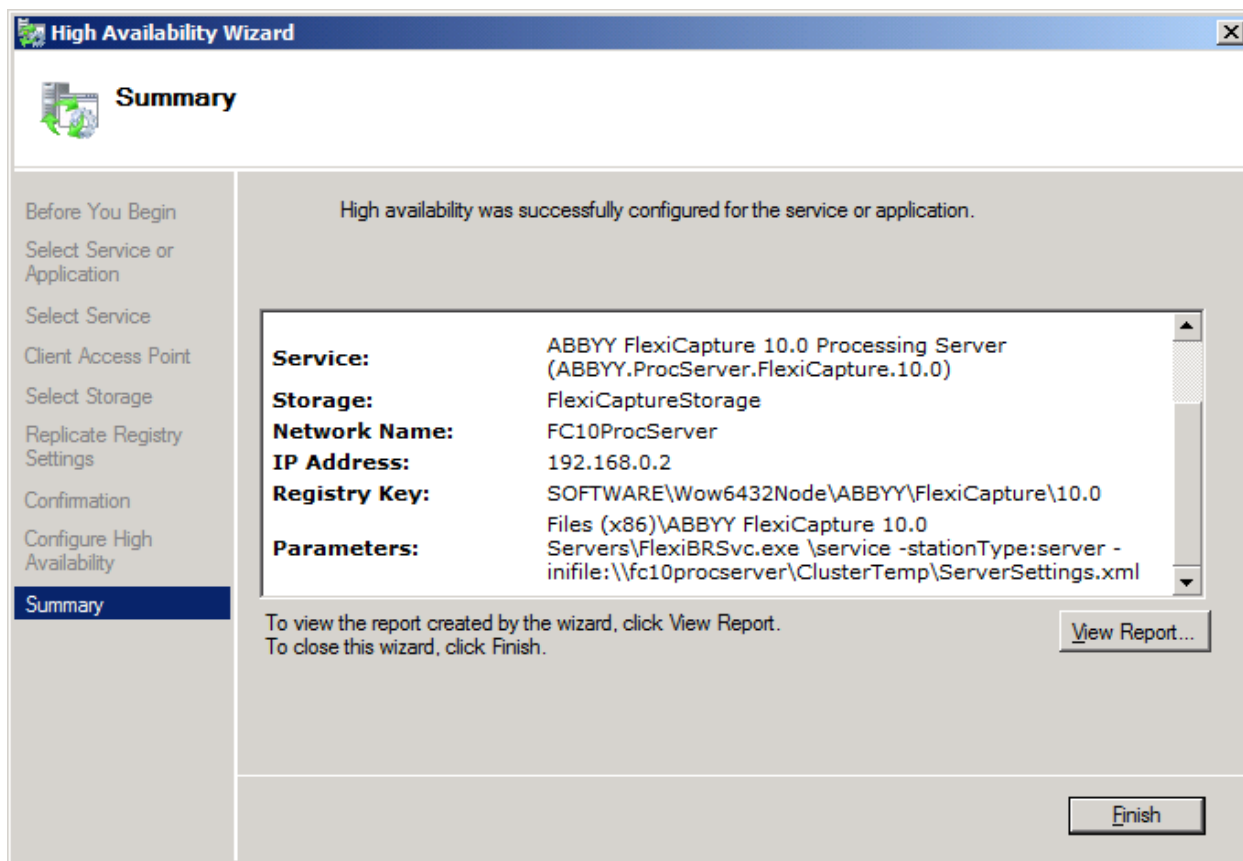 High Availability Wizard
Summary
Before You Begin
Select Service or
Application
Select Service
Client Access Point
Select Storage
Replicate Registry
Settings
Confirmation
Configure High
Availability
Summary
High availability was successfully configured for the service or application.
Service: ABBYY FlexiCapture 10.0 Processing Server
(ABBYY.ProcServer.FlexiCapture.10.0)
Storage: FlexiCaptureStorage
Network Name: FC10ProcServer
IP Address: 192.168.0.2
Registry Key: SOFTWARE\Wow6432Node\ABBYY\FlexiCapture\10.0
Files (x86)\ABBYY FlexiCapture 10.0
Parameters: Servers\FlexiBRSvc.exe \service -stationType:server -
inifile:\\fc10procserver\ClusterTemp\ServerSettings.xml
To view the report created by the wizard, click View Report.
To close this wizard, click Finish.
View Report...
Finish